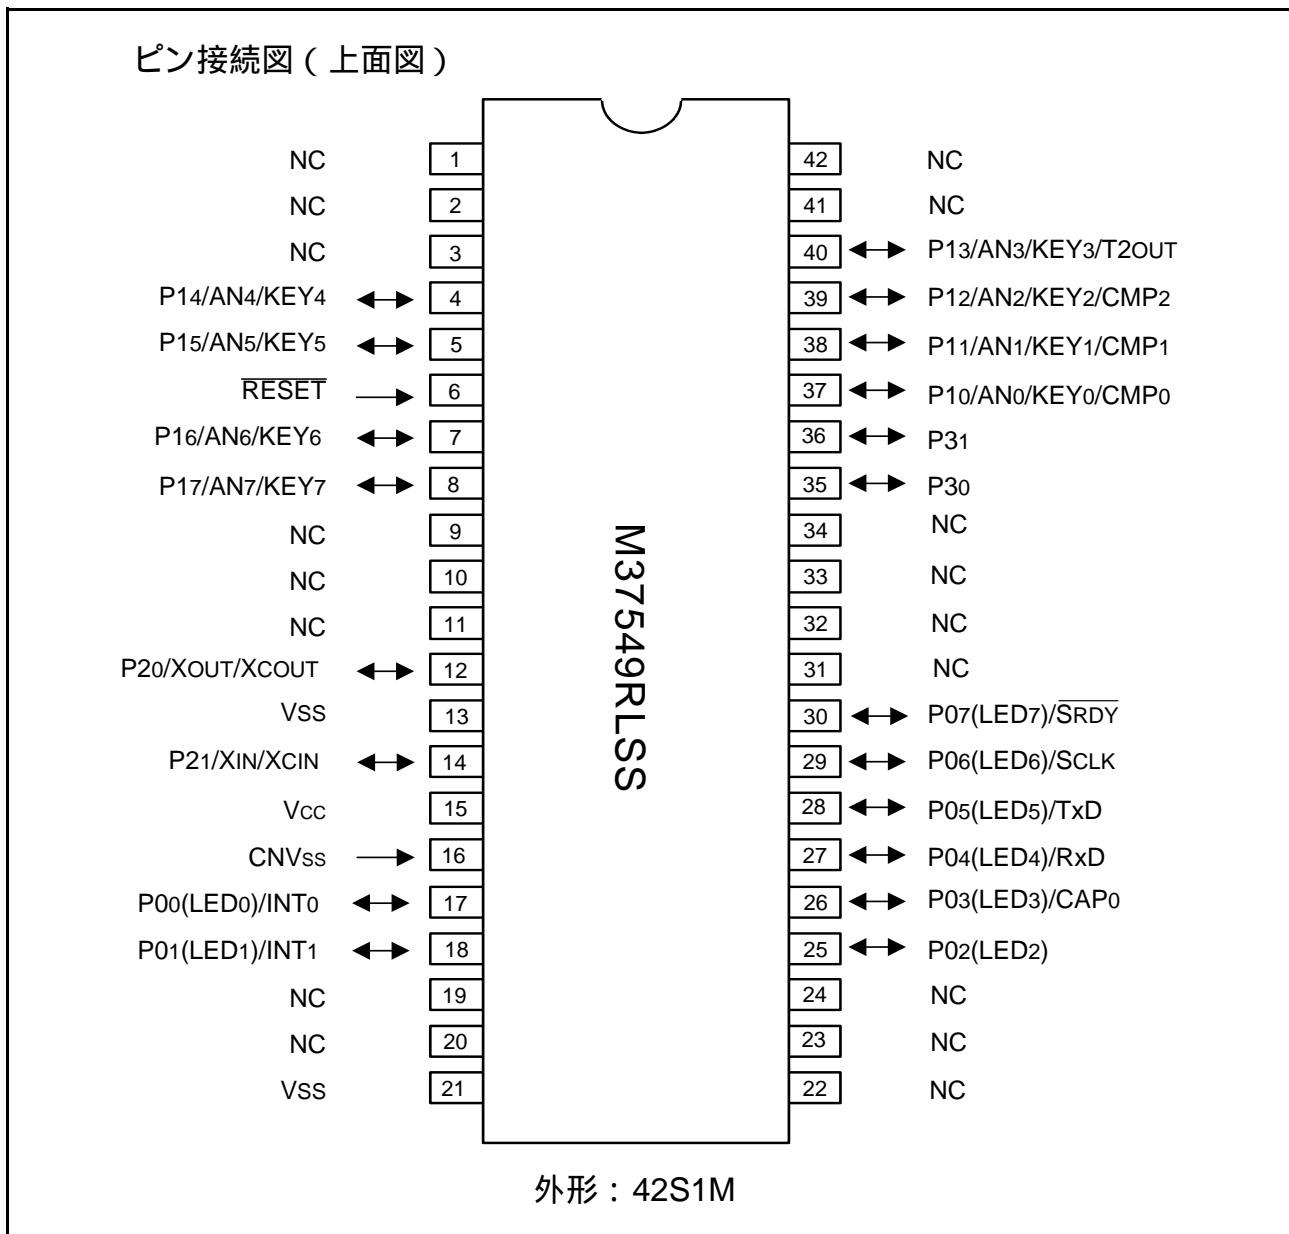 ピン接続図（上面図）
NC 1 42 NC
NC 2 41 NC
NC 3 40 P13/AN3/KEY3/T2OUT
P14/AN4/KEY4 4 39 P12/AN2/KEY2/CMP2
P15/AN5/KEY5 5 38 P11/AN1/KEY1/CMP1
RESET 6 37 P10/AN0/KEY0/CMP0
P16/AN6/KEY6 7 36 P31
P17/AN7/KEY7 8 35 P30
NC 9 34 NC
NC 10 33 NC
NC 11 32 NC
P20/XOUT/XCOUT 12 31 NC
VSS 13 30 P07(LED7)/SRDY
P21/XIN/XCIN 14 29 P06(LED6)/SCLK
VCC 15 28 P05(LED5)/TxD
CNVSS 16 27 P04(LED4)/RxD
P00(LED0)/INT0 17 26 P03(LED3)/CAP0
P01(LED1)/INT1 18 25 P02(LED2)
NC 19 24 NC
NC 20 23 NC
VSS 21 22 NC
M37549RLSS
外形：42S1M